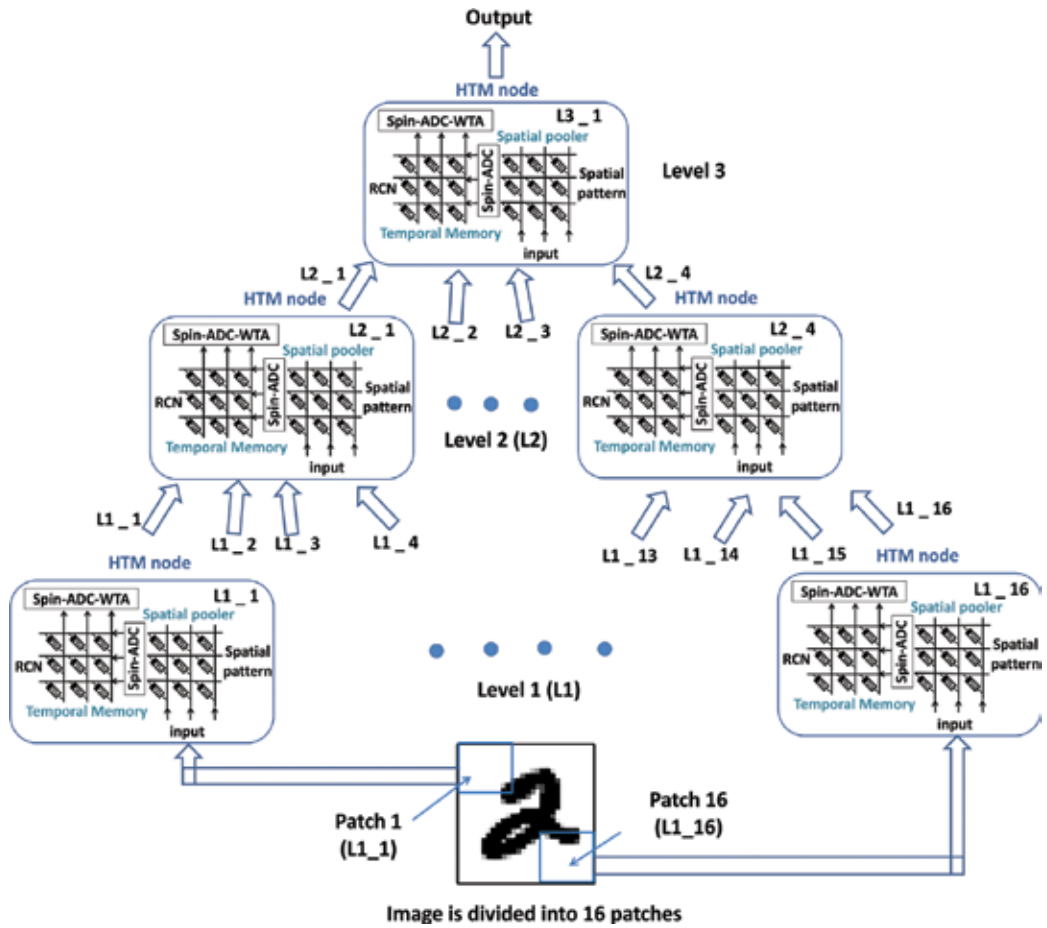 Output
HTM node
L3 _ 1
Spin-ADC-WTA
Spatial pooler
RCN
Spin-ADC
Spatial
pattern
Temporal Memory
input
Level 3
L2 _ 1
L2 _ 2
L2 _ 3
L2 _ 4
HTM node
L2 _ 1
Spin-ADC-WTA
Spatial pooler
RCN
Spin-ADC
Spatial
pattern
Temporal Memory
input
Level 2 (L2)
HTM node
L2 _ 4
Spin-ADC-WTA
Spatial pooler
RCN
Spin-ADC
Spatial
pattern
Temporal Memory
input
L1 _ 1
L1 _ 2
L1 _ 3
L1 _ 4
L1 _ 13
L1 _ 14
L1 _ 15
L1 _ 16
HTM node
L1 _ 1
Spin-ADC-WTA
Spatial pooler
RCN
Spin-ADC
Spatial
pattern
Temporal Memory
input
Level 1 (L1)
HTM node
L1 _ 16
Spin-ADC-WTA
Spatial pooler
RCN
Spin-ADC
Spatial
pattern
Temporal Memory
input
Patch 1
(L1_1)
2
Patch 16
(L1_16)
Image is divided into 16 patches